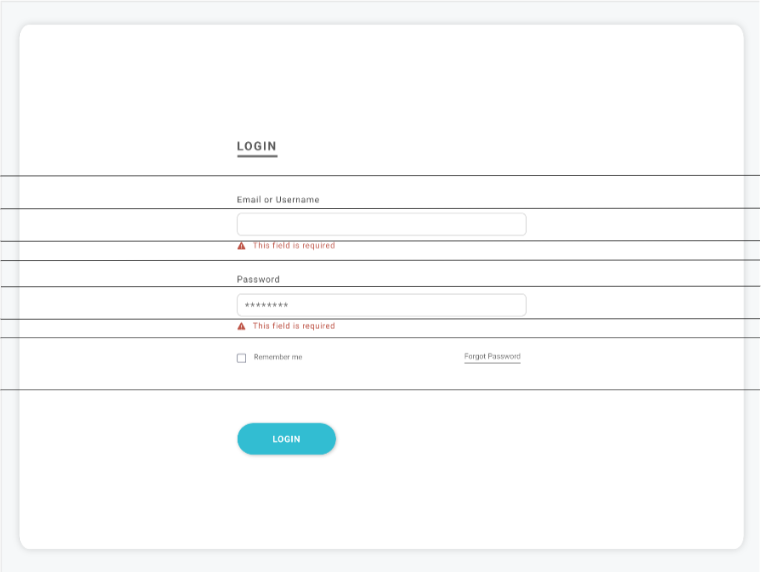 LOGIN
Email or Username
This field is required
Password
********
This field is required
Remember me Forgot Password
LOGIN